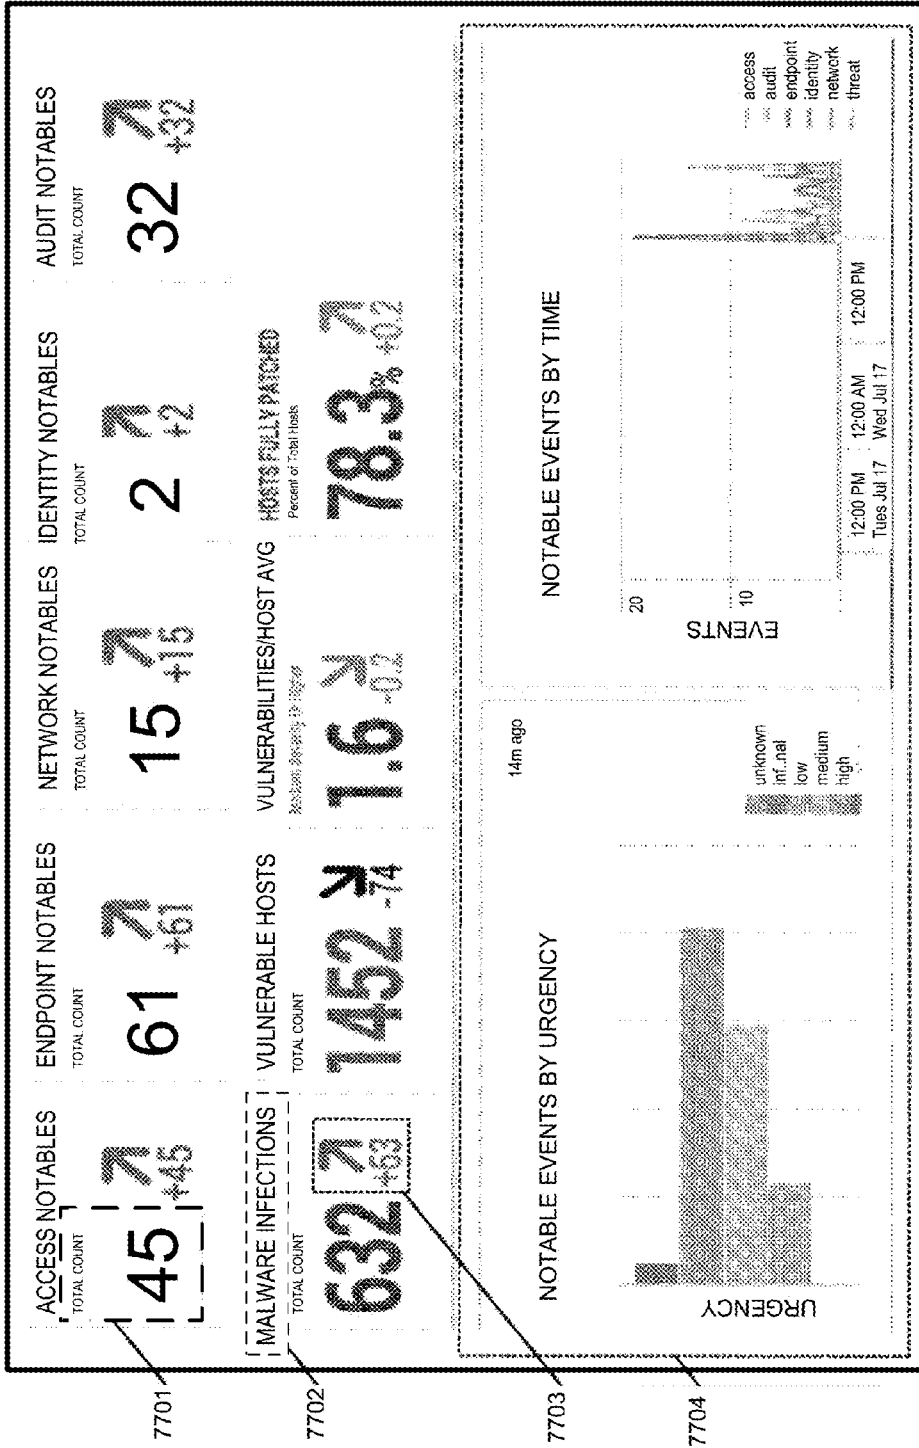 ACCESS NOTABLES
TOTAL COUNT
45
+45
ENDPOINT NOTABLES
TOTAL COUNT
61
+61
NETWORK NOTABLES
TOTAL COUNT
15
+15
IDENTITY NOTABLES
TOTAL COUNT
2
+2
AUDIT NOTABLES
TOTAL COUNT
32
+32
MALWARE INFECTIONS
TOTAL COUNT
632
+63
VULNERABLE HOSTS
TOTAL COUNT
1452
-74
VULNERABILITIES/HOST AVG
1.6
-0.2
HOSTS FULLY PATCHED
Percent of Total Hosts
78.3%
+0.2
NOTABLE EVENTS BY URGENCY
14m ago
URGENCY
unknown
inf..nal
low
medium
high
NOTABLE EVENTS BY TIME
EVENTS
20
10
12:00 PM
Tues Jul 17
12:00 AM
Wed Jul 17
12:00 PM
access
audit
endpoint
identity
network
threat
7701
7702
7703
7704